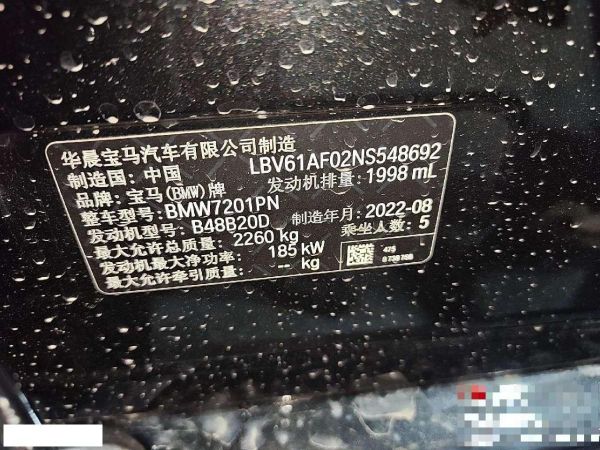 华晨宝马汽车有限公司制造
制造国：中国 LBV61AF02NS548692
品牌：宝马(BMW)牌 发动机排量：1998 mL
整车型号：BMW7201PN
发动机型号：B48B20D 制造年月：2022-08
最大允许总质量：2260 kg 乘坐人数：5
发动机最大净功率：185 kW
最大允许牵引质量：-- kg
475